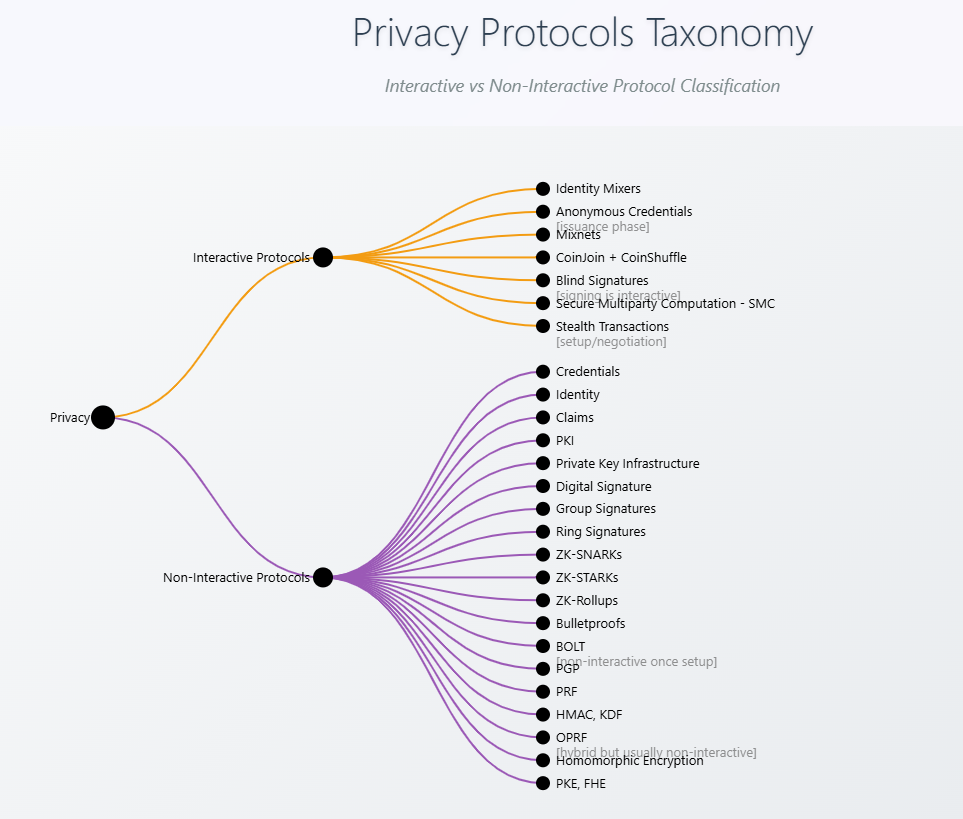 Privacy Protocols Taxonomy
Interactive vs Non-Interactive Protocol Classification
Privacy
Interactive Protocols
Identity Mixers
Anonymous Credentials
[issuance phase]
Mixnets
CoinJoin + CoinShuffle
Blind Signatures
[signing is interactive]
Secure Multiparty Computation - SMC
Stealth Transactions
[setup/negotiation]
Non-Interactive Protocols
Credentials
Identity
Claims
PKI
Private Key Infrastructure
Digital Signature
Group Signatures
Ring Signatures
ZK-SNARKs
ZK-STARKs
ZK-Rollups
Bulletproofs
BOLT
[non-interactive once setup]
PGP
PRF
HMAC, KDF
OPRF
[hybrid but usually non-interactive]
Homomorphic Encryption
PKE, FHE